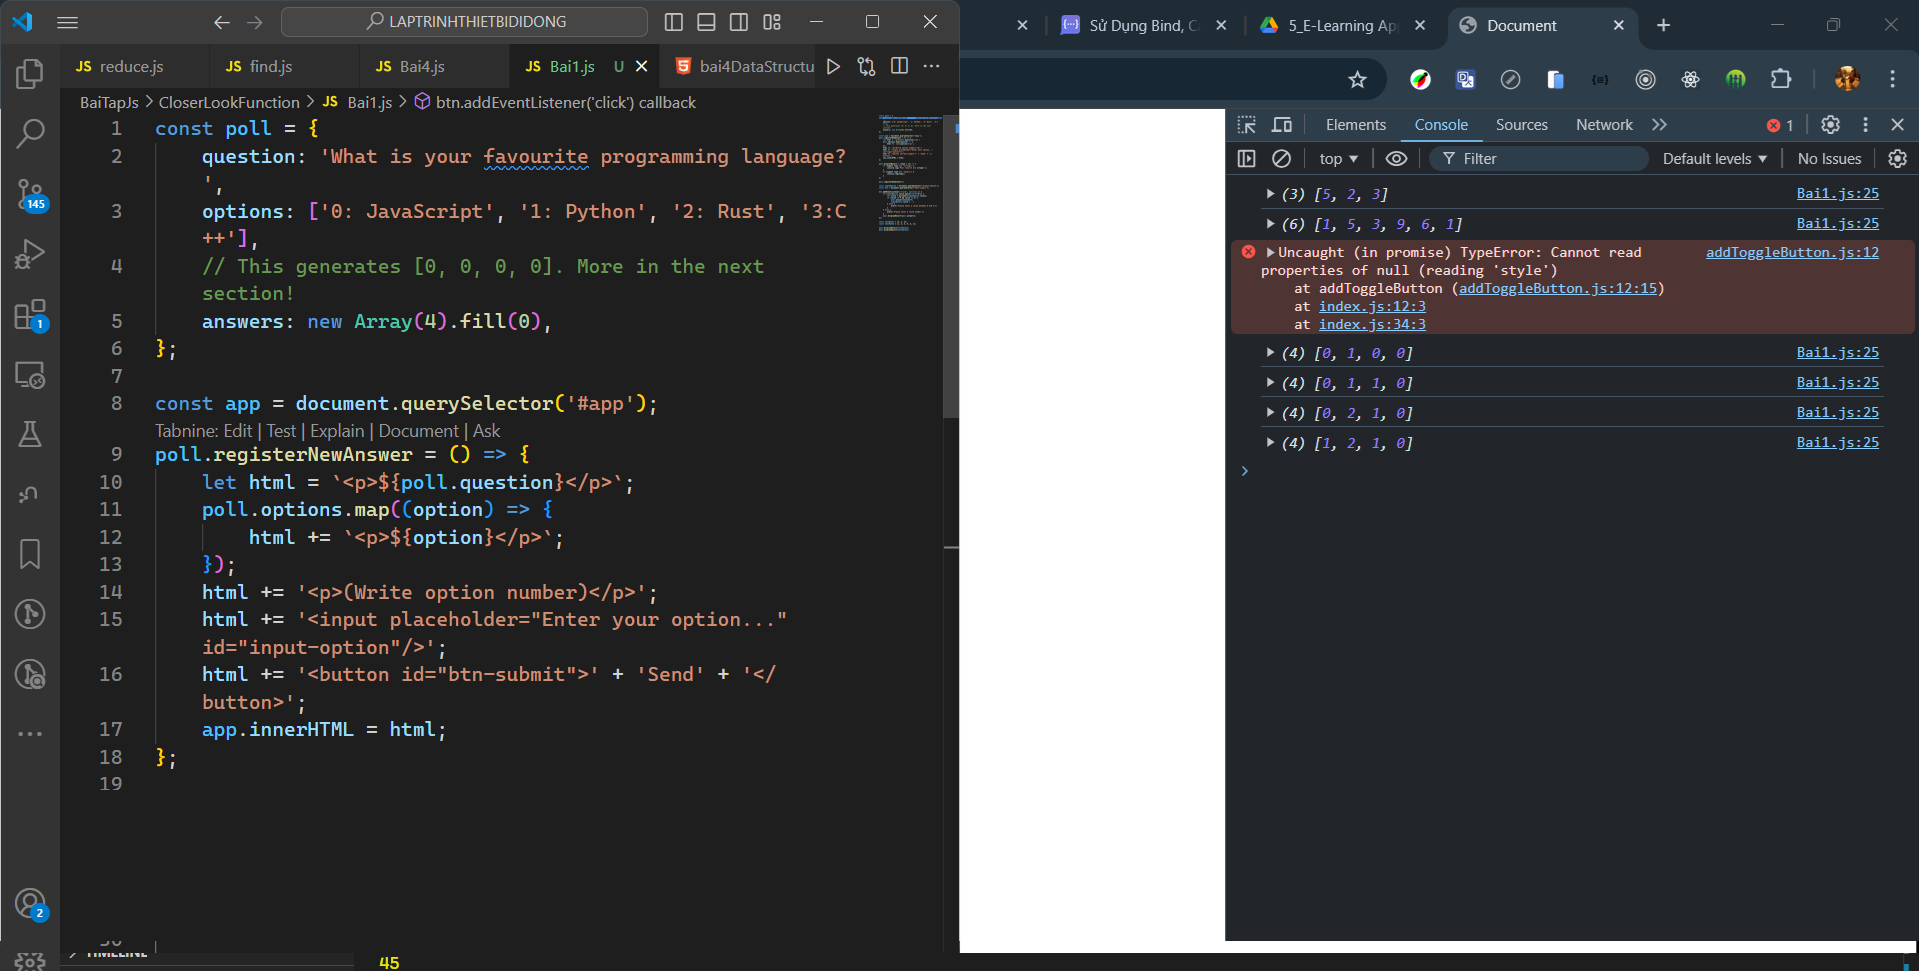 LAPTRINHTHIETBIDIDONG
JS reduce.js
JS find.js
JS Bai4.js
JS Bai1.js U
bai4DataStructu
BaiTapJs > CloserLookFunction > JS Bai1.js > btn.addEventListener('click') callback
1 const poll = {
2 question: 'What is your favourite programming language?
',
3 options: ['0: JavaScript', '1: Python', '2: Rust', '3:C
++'],
4 // This generates [0, 0, 0, 0]. More in the next
section!
5 answers: new Array(4).fill(0),
6 };
7
8 const app = document.querySelector('#app');
Tabnine: Edit | Test | Explain | Document | Ask
9 poll.registerNewAnswer = () => {
10 let html = `<p>${poll.question}</p>`;
11 poll.options.map((option) => {
12 html += `<p>${option}</p>`;
13 });
14 html += '<p>(Write option number)</p>';
15 html += '<input placeholder="Enter your option..."
id="input-option"/>';
16 html += '<button id="btn-submit">' + 'Send' + '</
button>';
17 app.innerHTML = html;
18 };
19
145
1
2
TIMELINE
45
Sử Dụng Bind, C
5_E-Learning Ap
Document
Elements Console Sources Network 1
top Filter Default levels No Issues
(3) [5, 2, 3] Bai1.js:25
(6) [1, 5, 3, 9, 6, 1] Bai1.js:25
Uncaught (in promise) TypeError: Cannot read addToggleButton.js:12
properties of null (reading 'style')
at addToggleButton (addToggleButton.js:12:15)
at index.js:12:3
at index.js:34:3
(4) [0, 1, 0, 0] Bai1.js:25
(4) [0, 1, 1, 0] Bai1.js:25
(4) [0, 2, 1, 0] Bai1.js:25
(4) [1, 2, 1, 0] Bai1.js:25